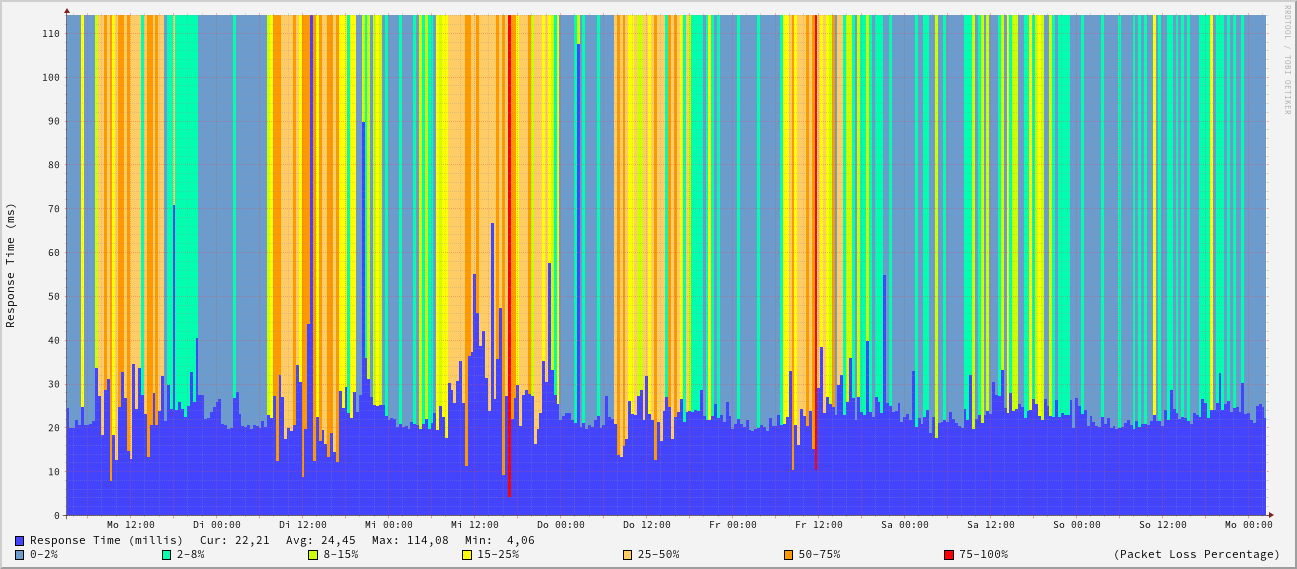 RRDTOOL / TOBI OETIKER
Response Time (ms)
110
100
90
80
70
60
50
40
30
20
10
0
Mo 12:00 Di 00:00 Di 12:00 Mi 00:00 Mi 12:00 Do 00:00 Do 12:00 Fr 00:00 Fr 12:00 Sa 00:00 Sa 12:00 So 00:00 So 12:00 Mo 00:00
Response Time (millis) Cur: 22,21 Avg: 24,45 Max: 114,08 Min: 4,06
0-2% 2-8% 8-15% 15-25% 25-50% 50-75% 75-100% (Packet Loss Percentage)